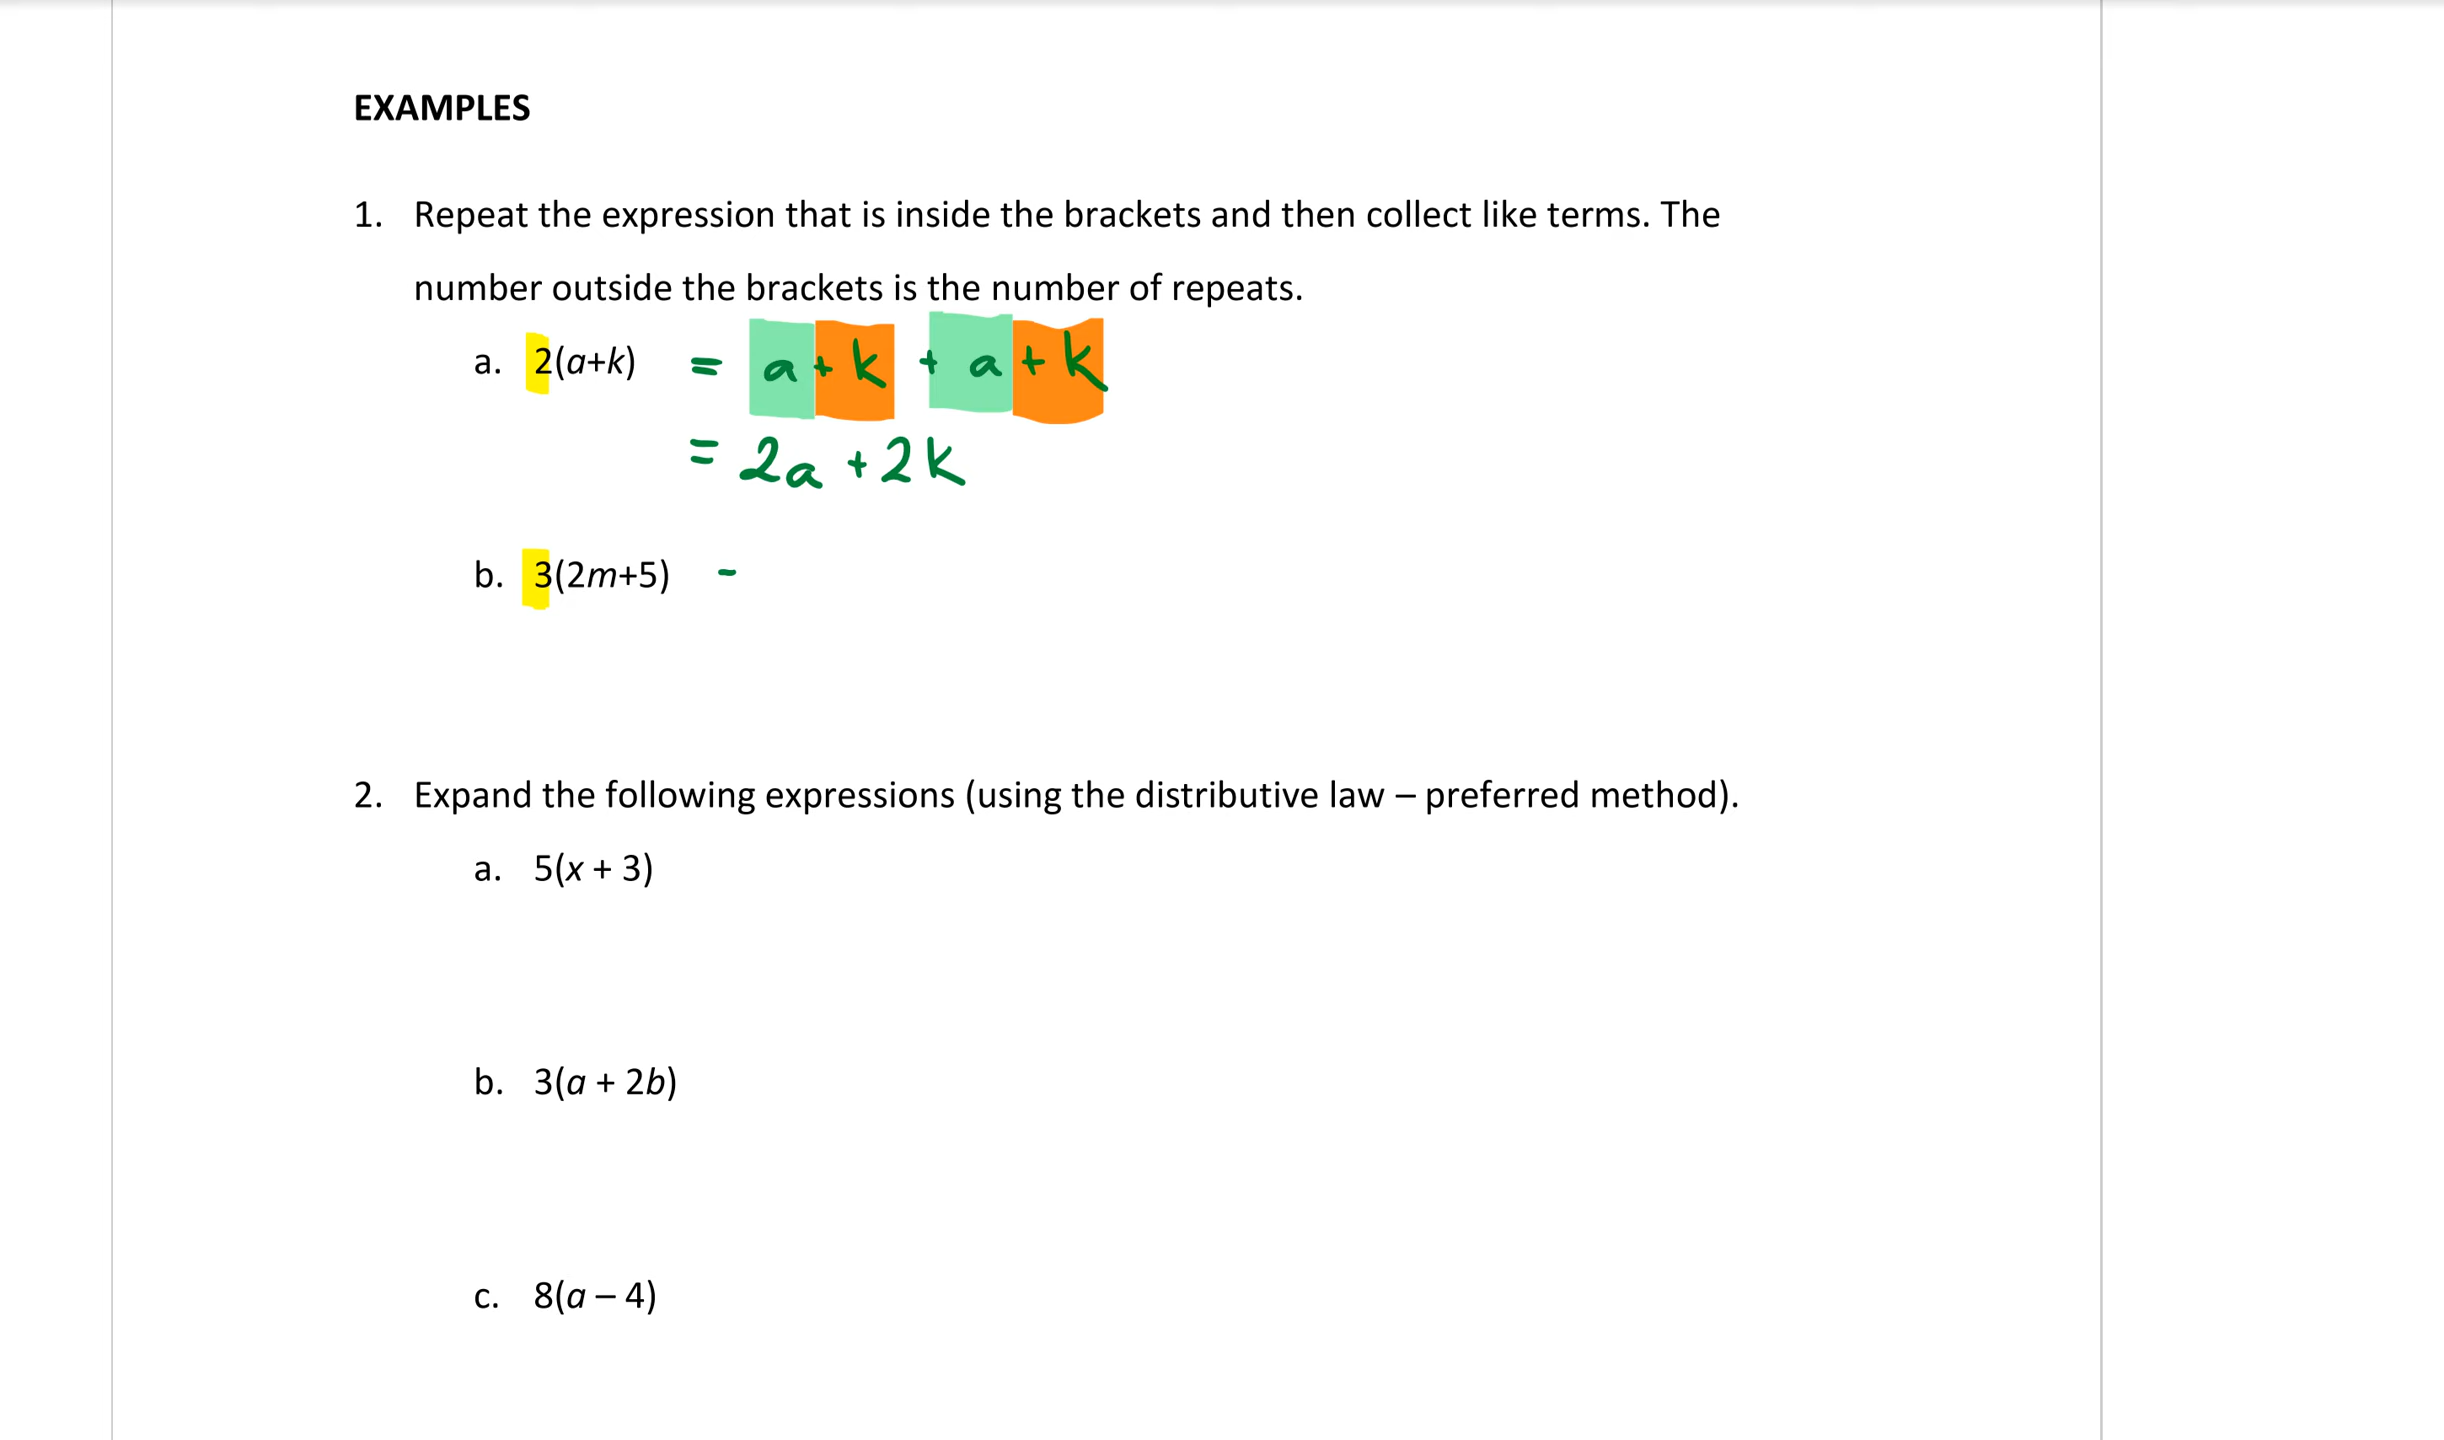 EXAMPLES
1. Repeat the expression that is inside the brackets and then collect like terms. The
number outside the brackets is the number of repeats.
a. 2(a+k) = a + k + a + k
= 2a + 2k
b. 3(2m+5) -
2. Expand the following expressions (using the distributive law – preferred method).
a. 5(x + 3)
b. 3(a + 2b)
c. 8(a – 4)